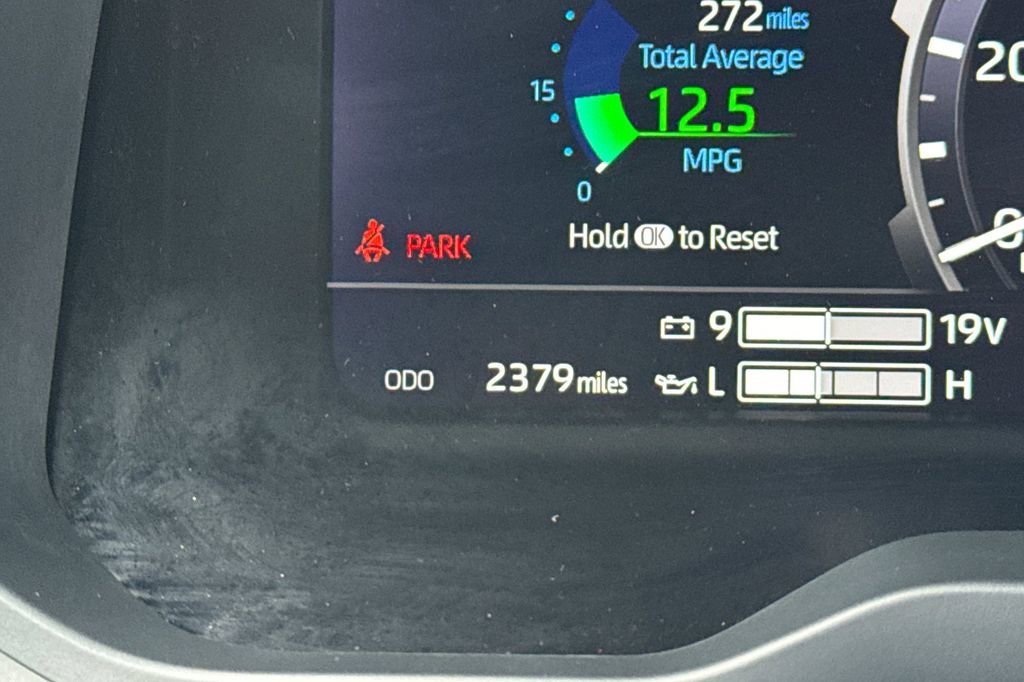 272 miles
Total Average
15
12.5
MPG
0
Hold OK to Reset
PARK
9 19V
ODO 2379 miles L H
20
0